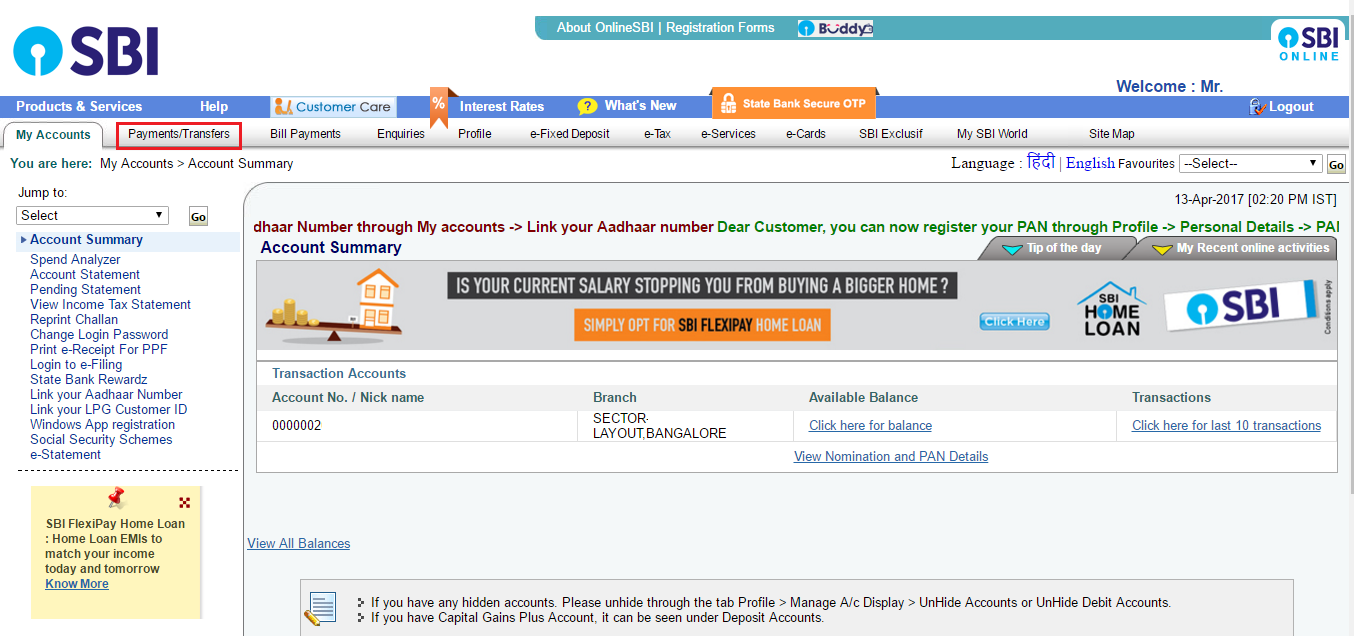 SBI
About OnlineSBI | Registration Forms
Buddy
SBI
ONLINE
Welcome : Mr.
Products & Services
Help
Customer Care
%
Interest Rates
?
What's New
State Bank Secure OTP
Logout
My Accounts
Payments/Transfers
Bill Payments
Enquiries
Profile
e-Fixed Deposit
e-Tax
e-Services
e-Cards
SBI Exclusif
My SBI World
Site Map
You are here: My Accounts > Account Summary
Language : हिंदी | English Favourites --Select-- Go
Jump to:
Select
Go
Account Summary
Spend Analyzer
Account Statement
Pending Statement
View Income Tax Statement
Reprint Challan
Change Login Password
Print e-Receipt For PPF
Login to e-Filing
State Bank Rewardz
Link your Aadhaar Number
Link your LPG Customer ID
Windows App registration
Social Security Schemes
e-Statement
SBI FlexiPay Home Loan
: Home Loan EMIs to
match your income
today and tomorrow
Know More
13-Apr-2017 [02:20 PM IST]
dhaar Number through My accounts -> Link your Aadhaar number Dear Customer, you can now register your PAN through Profile -> Personal Details -> PAI
Account Summary
Tip of the day
My Recent online activities
IS YOUR CURRENT SALARY STOPPING YOU FROM BUYING A BIGGER HOME ?
SIMPLY OPT FOR SBI FLEXIPAY HOME LOAN
Click Here
SBI
HOME
LOAN
SBI
Conditions apply
Transaction Accounts
Account No. / Nick name
Branch
Available Balance
Transactions
0000002
SECTOR-
LAYOUT,BANGALORE
Click here for balance
Click here for last 10 transactions
View Nomination and PAN Details
View All Balances
If you have any hidden accounts. Please unhide through the tab Profile > Manage A/c Display > UnHide Accounts or UnHide Debit Accounts.
If you have Capital Gains Plus Account, it can be seen under Deposit Accounts.